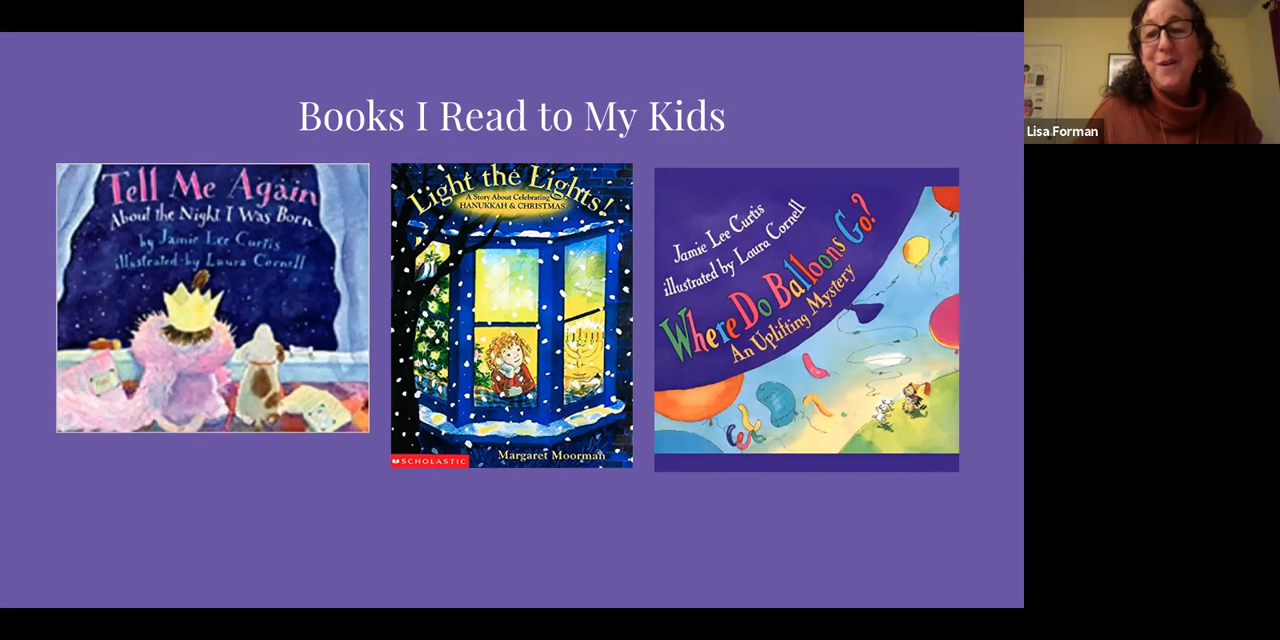 Books I Read to My Kids
Tell Me Again
About the Night I Was Born
by Jamie Lee Curtis
illustrated by Laura Cornell
Light the Lights!
A Story About Celebrating
HANUKKAH & CHRISTMAS
SCHOLASTIC
Margaret Moorman
Jamie Lee Curtis
illustrated by Laura Cornell
Where Do Balloons Go?
An Uplifting Mystery
Lisa Forman